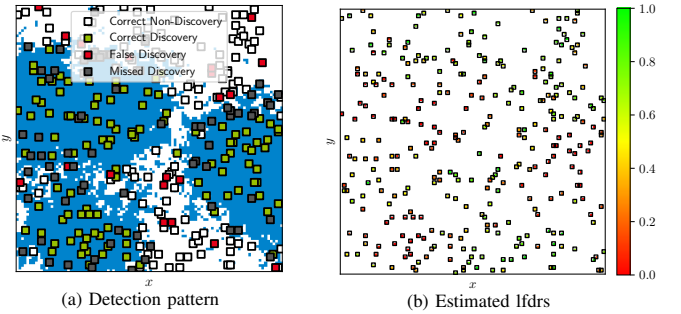 Correct Non-Discovery
Correct Discovery
False Discovery
Missed Discovery
y
x
(a) Detection pattern
y
x
1.0
0.8
0.6
0.4
0.2
0.0
(b) Estimated lfdrs